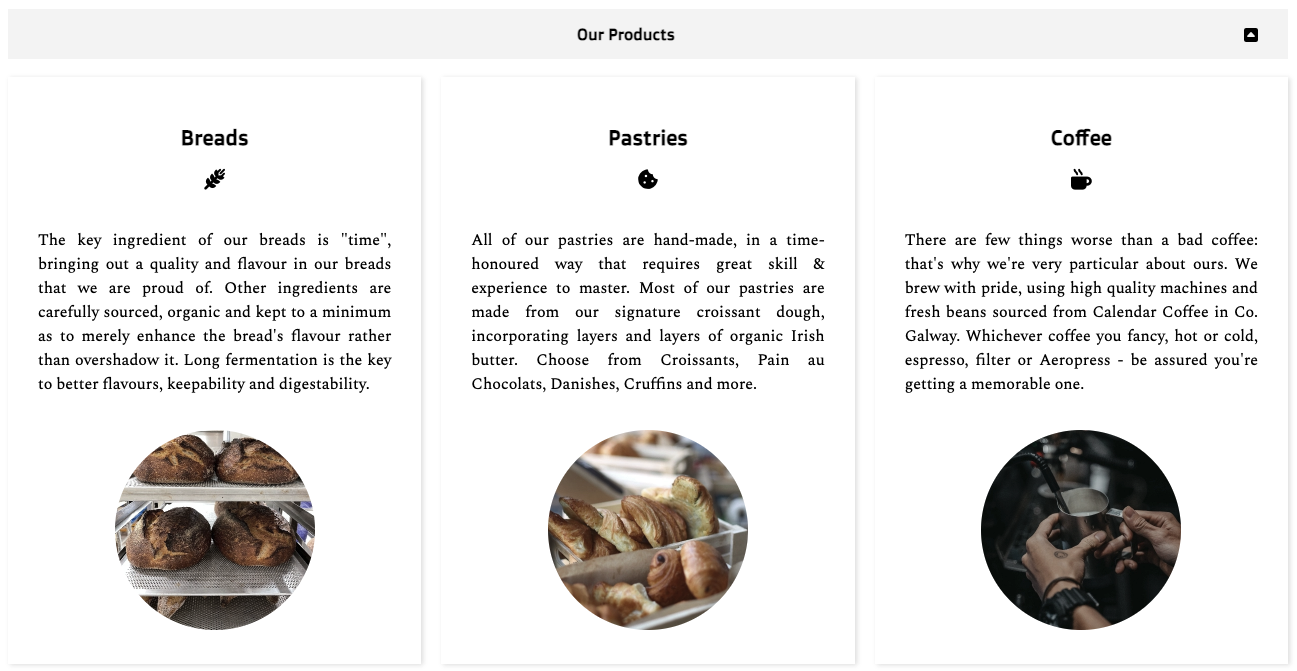 Our Products
Breads
The key ingredient of our breads is "time",
bringing out a quality and flavour in our breads
that we are proud of. Other ingredients are
carefully sourced, organic and kept to a minimum
as to merely enhance the bread's flavour rather
than overshadow it. Long fermentation is the key
to better flavours, keepability and digestability.
Pastries
All of our pastries are hand-made, in a time-
honoured way that requires great skill &
experience to master. Most of our pastries are
made from our signature croissant dough,
incorporating layers and layers of organic Irish
butter. Choose from Croissants, Pain au
Chocolats, Danishes, Cruffins and more.
Coffee
There are few things worse than a bad coffee:
that's why we're very particular about ours. We
brew with pride, using high quality machines and
fresh beans sourced from Calendar Coffee in Co.
Galway. Whichever coffee you fancy, hot or cold,
espresso, filter or Aeropress - be assured you're
getting a memorable one.